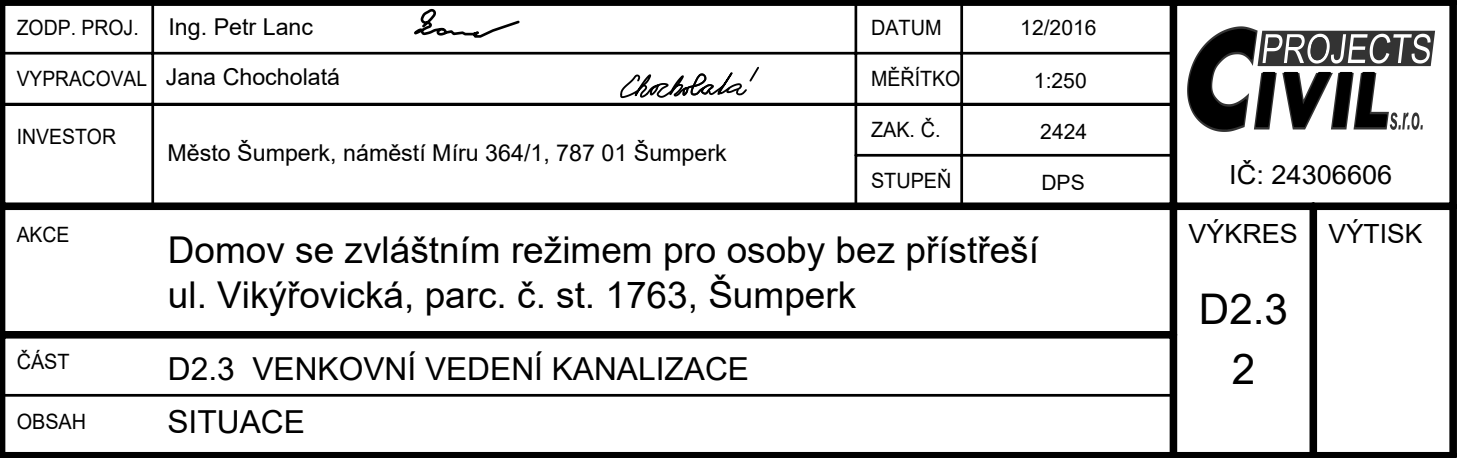 ZODP. PROJ. Ing. Petr Lanc Lanc DATUM 12/2016
VYPRACOVAL Jana Chocholatá Chocholatá MĚŘÍTKO 1:250
INVESTOR Město Šumperk, náměstí Míru 364/1, 787 01 Šumperk
ZAK. Č. 2424
STUPEŇ DPS
CIVIL PROJECTS s.r.o.
IČ: 24306606
AKCE Domov se zvláštním režimem pro osoby bez přístřeší
ul. Vikýřovická, parc. č. st. 1763, Šumperk
ČÁST D2.3 VENKOVNÍ VEDENÍ KANALIZACE
OBSAH SITUACE
VÝKRES
D2.3
2
VÝTISK